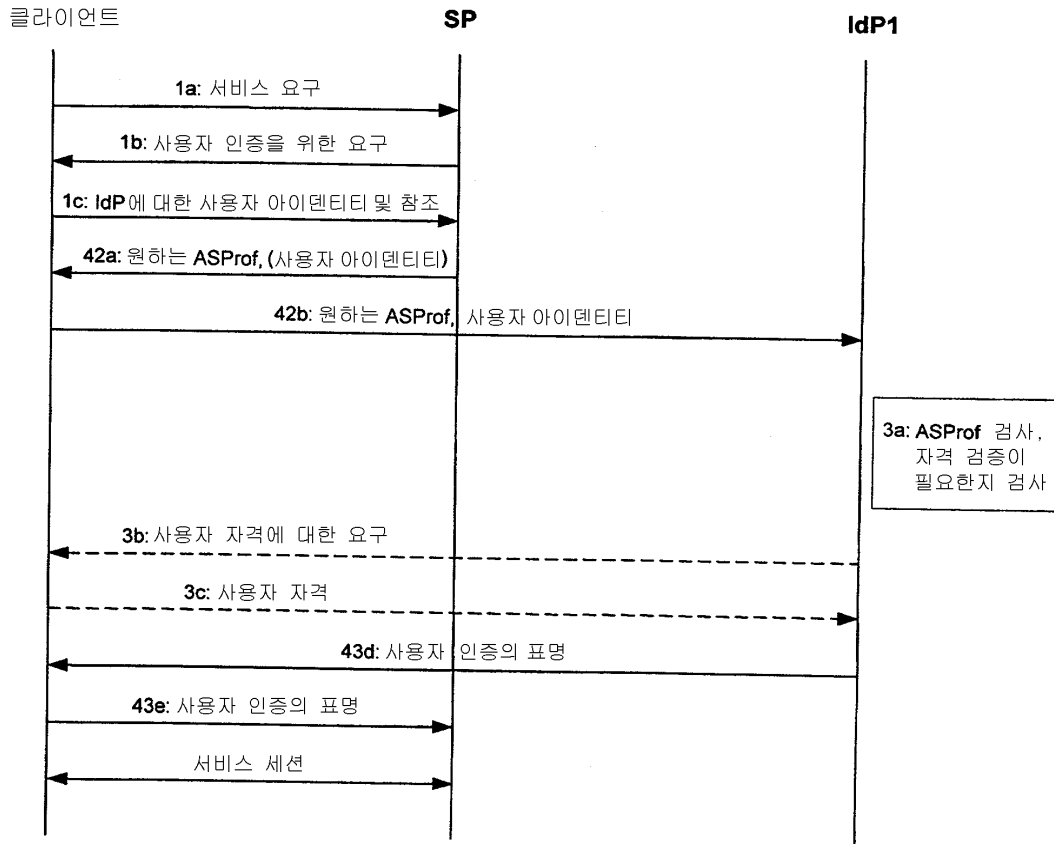 클라이언트
SP
IdP1
1a: 서비스 요구
1b: 사용자 인증을 위한 요구
1c: IdP에 대한 사용자 아이덴티티 및 참조
42a: 원하는 ASProf, (사용자 아이덴티티)
42b: 원하는 ASProf, 사용자 아이덴티티
3a: ASProf 검사,
자격 검증이
필요한지 검사
3b: 사용자 자격에 대한 요구
3c: 사용자 자격
43d: 사용자 인증의 표명
43e: 사용자 인증의 표명
서비스 세션